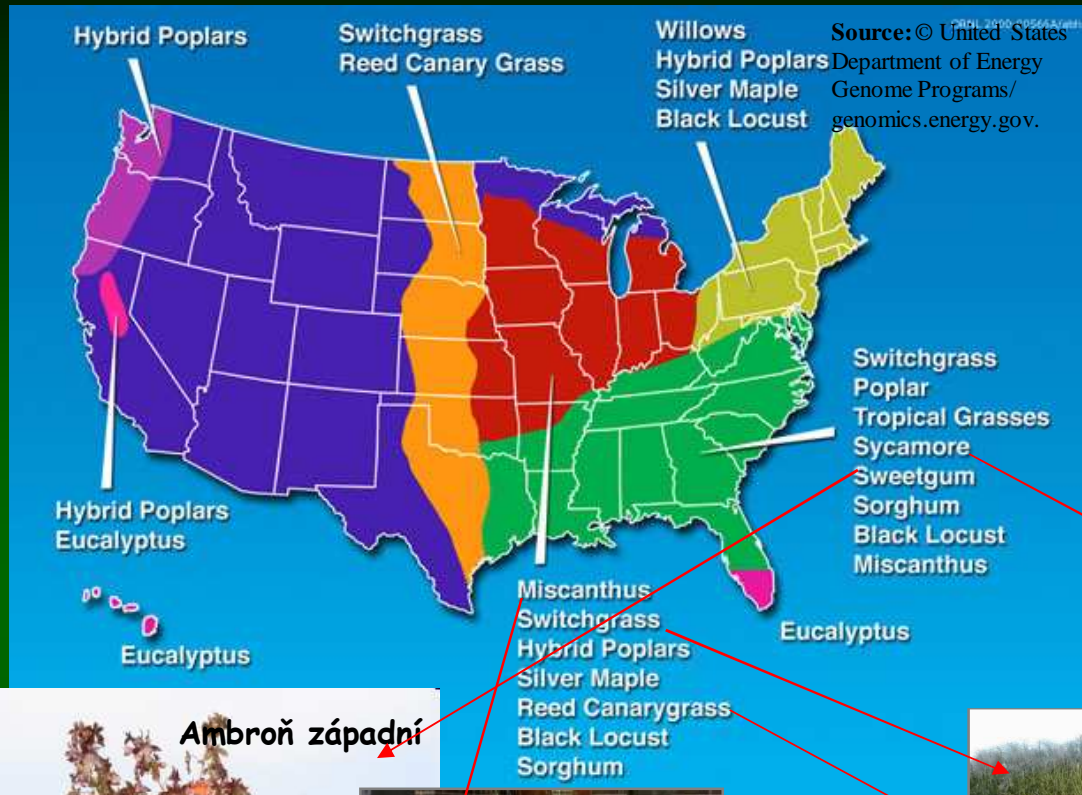 Hybrid Poplars
Switchgrass
Reed Canary Grass
Willows
Hybrid Poplars
Silver Maple
Black Locust
Source: © United States
Department of Energy
Genome Programs/
genomics.energy.gov.
Switchgrass
Poplar
Tropical Grasses
Sycamore
Sweetgum
Sorghum
Black Locust
Miscanthus
Hybrid Poplars
Eucalyptus
Eucalyptus
Miscanthus
Switchgrass
Hybrid Poplars
Silver Maple
Reed Canarygrass
Black Locust
Sorghum
Eucalyptus
Ambroň západní